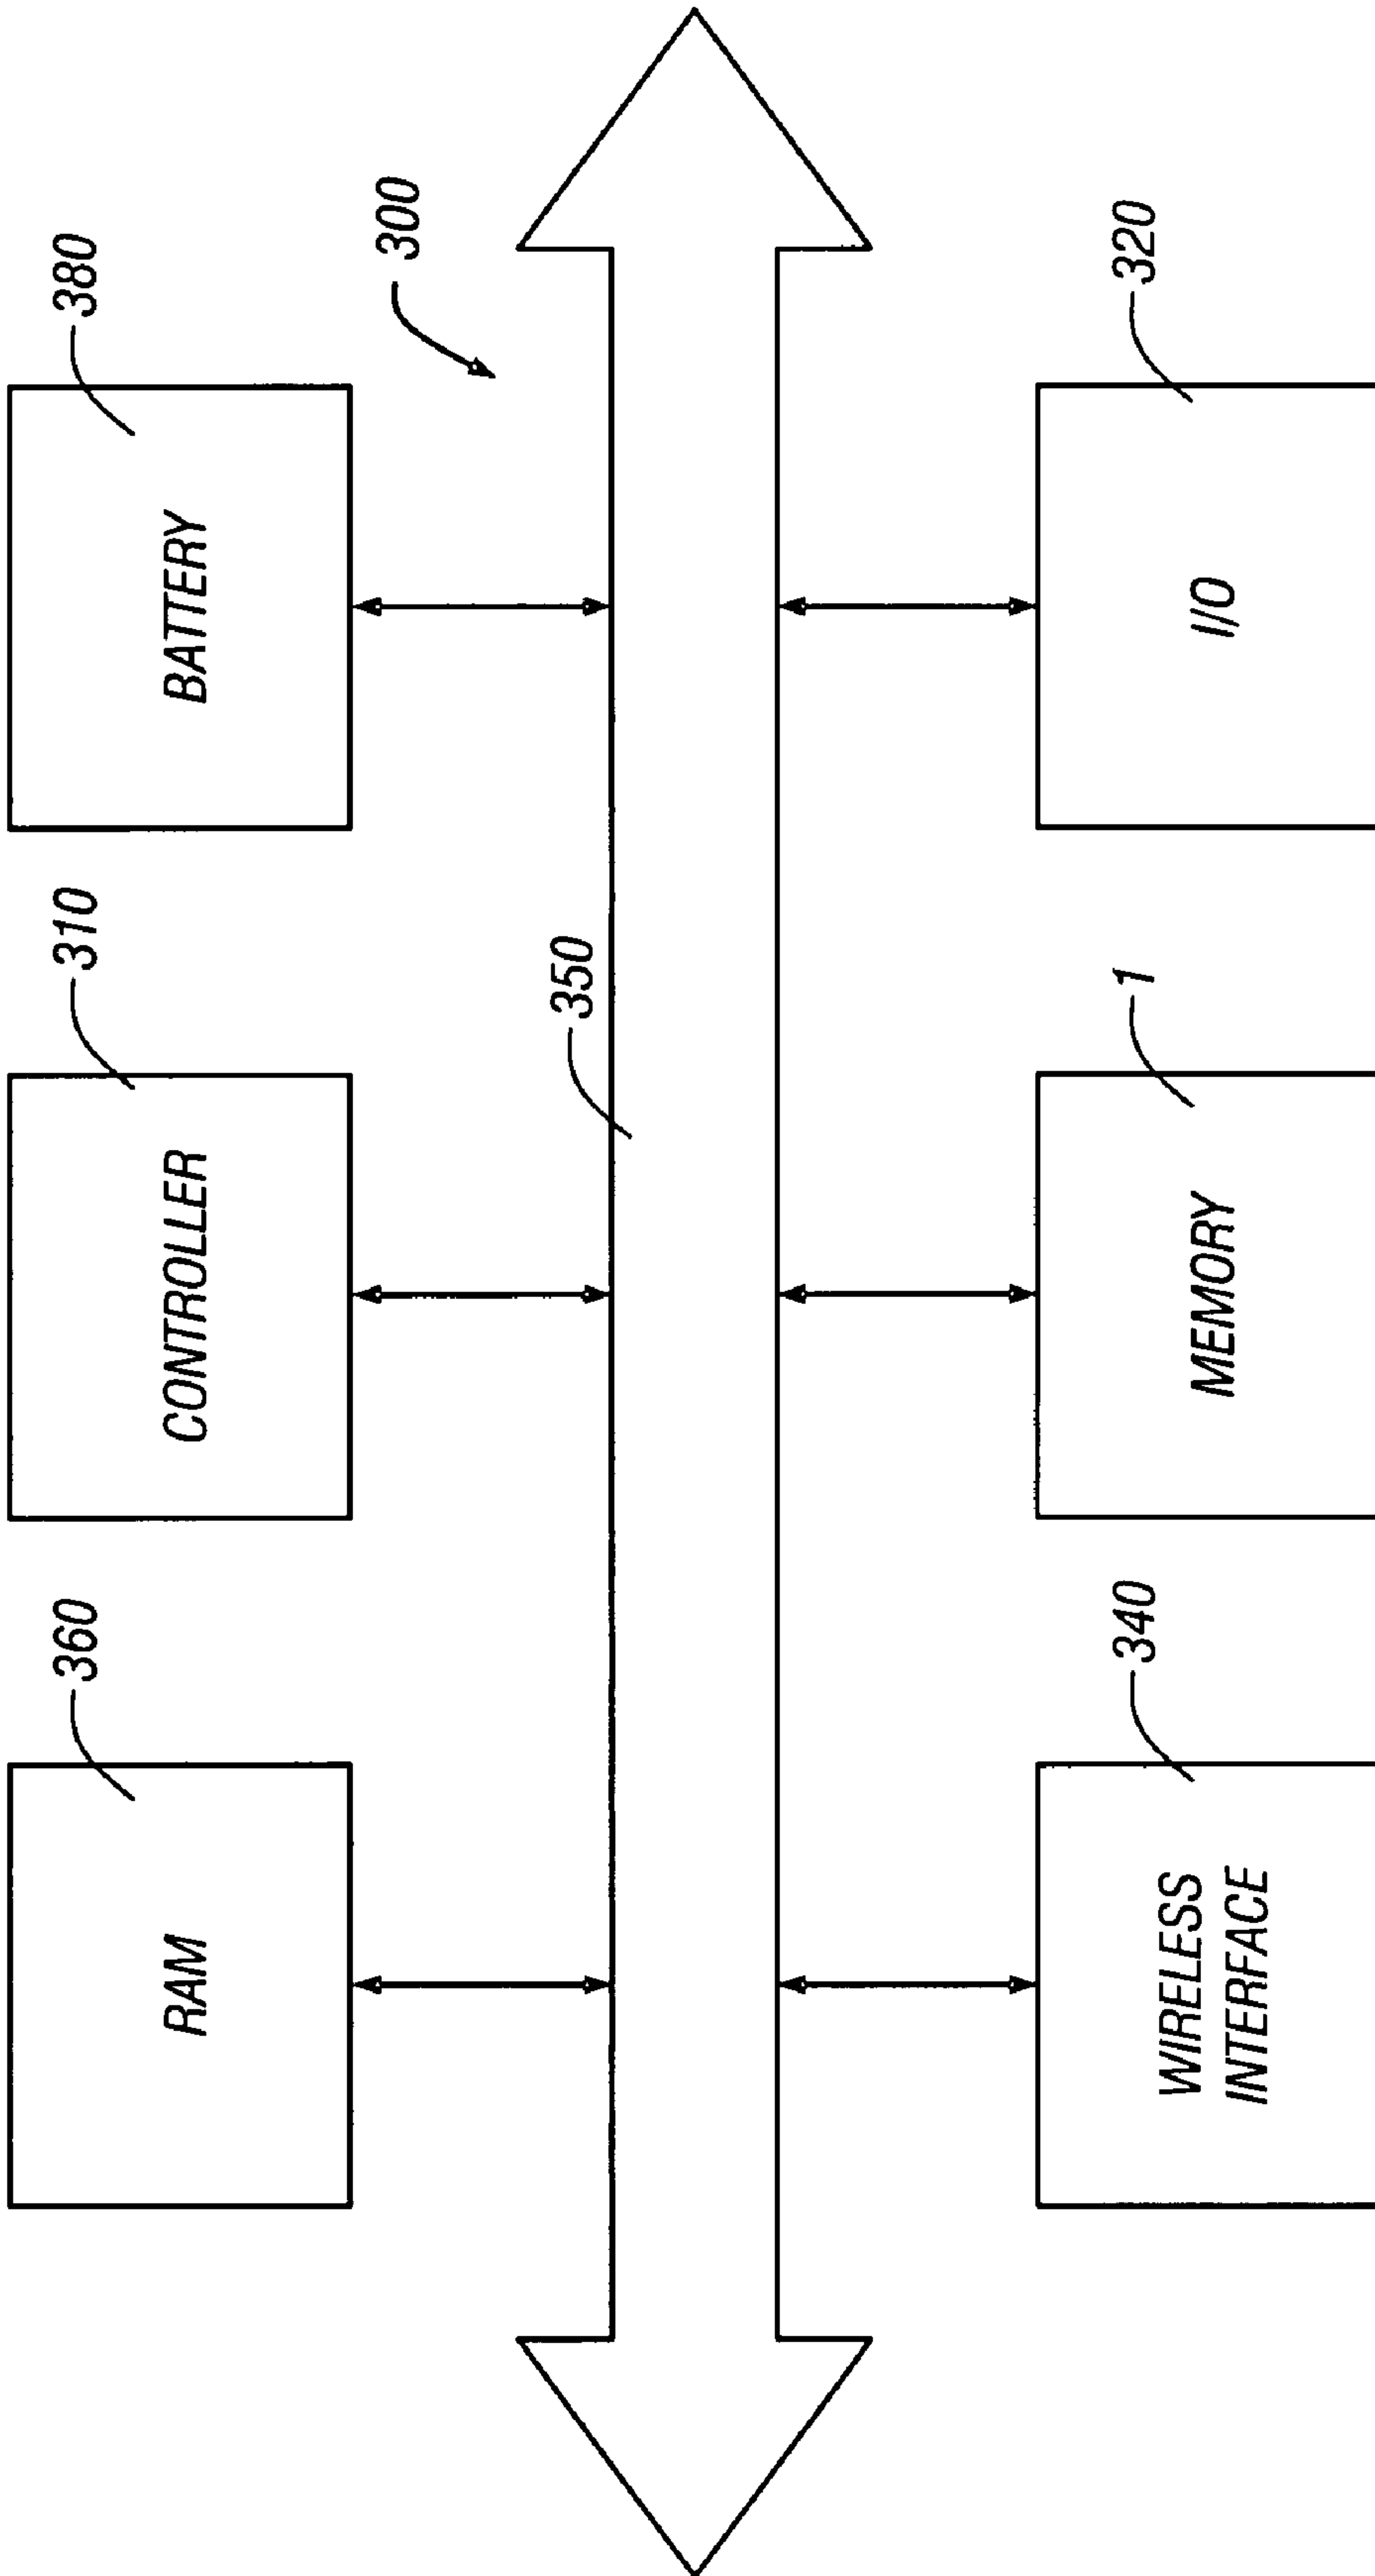 360
RAM
310
CONTROLLER
380
BATTERY
300
350
340
WIRELESS
INTERFACE
1
MEMORY
320
I/O